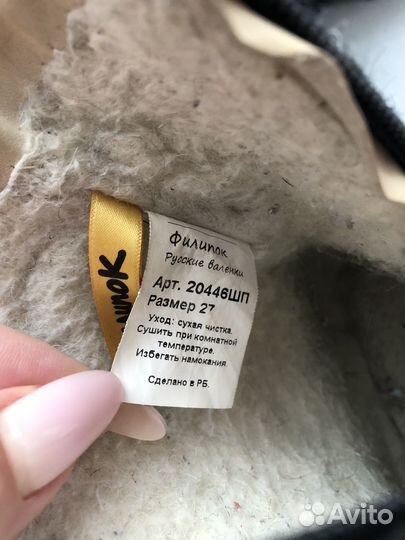 Филипок
Русские валенки
Арт. 20446ШП
Размер 27
Уход: сухая чистка.
Сушить при комнатной
температуре.
Избегать намокания.
Сделано в РБ.
Avito